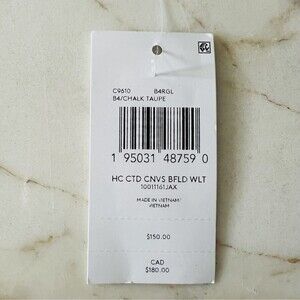 C9610 B4RGL
B4/CHALK TAUPE
1 95031 48759 0
HC CTD CNVS BFLD WLT
10011161JAX
MADE IN VIETNAM
VIETNAM
$150.00
CAD
$180.00